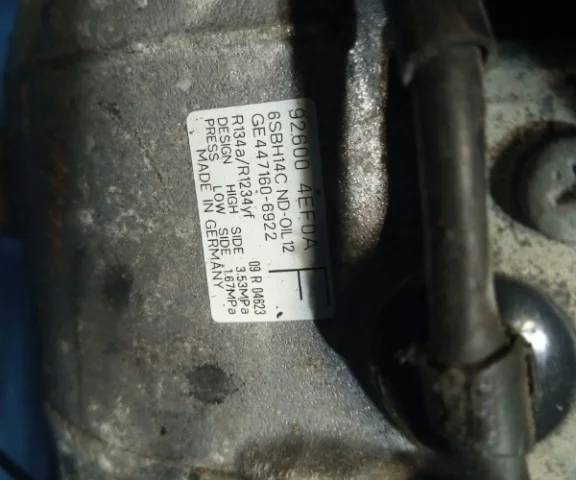 92600 4EF0A
6SBH14C ND-OIL 12
GE447160-6922 F
R134a/R1234yf 09 R 04623
DESIGN HIGH SIDE 3.53MPa
PRESS LOW SIDE 1.67MPa
MADE IN GERMANY